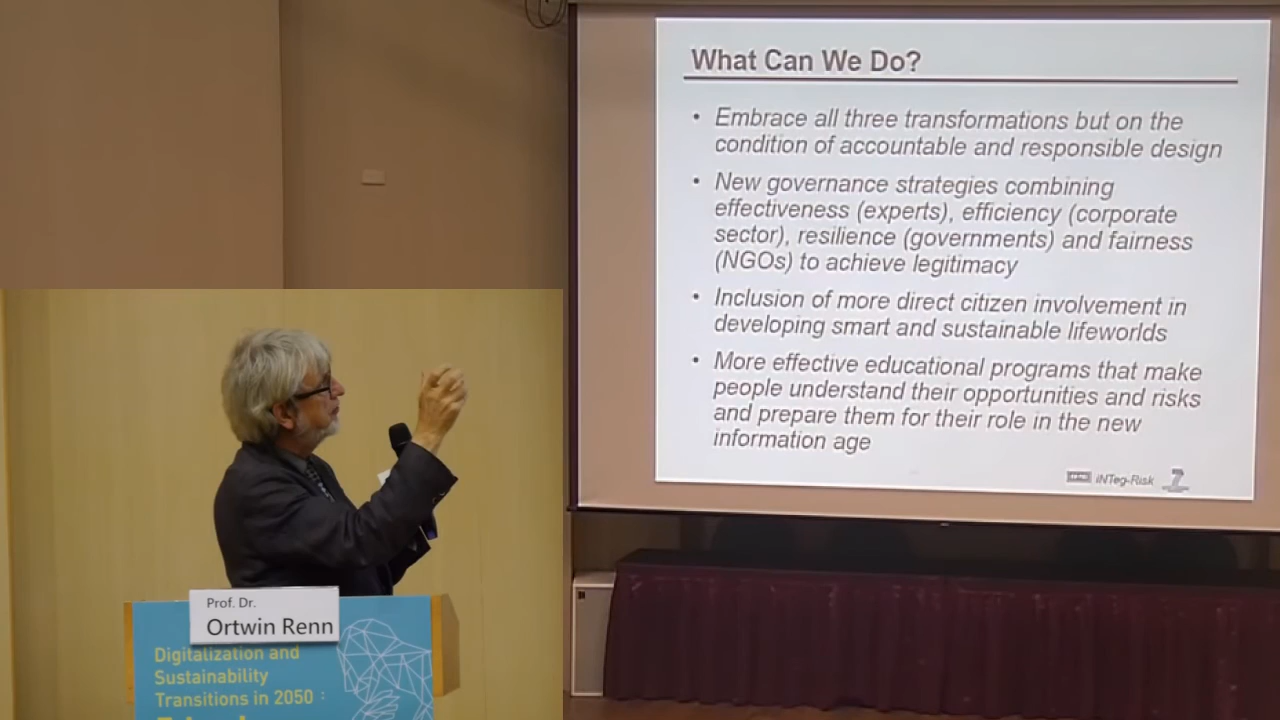 What Can We Do?
• Embrace all three transformations but on the
condition of accountable and responsible design
• New governance strategies combining
effectiveness (experts), efficiency (corporate
sector), resilience (governments) and fairness
(NGOs) to achieve legitimacy
• Inclusion of more direct citizen involvement in
developing smart and sustainable lifeworlds
• More effective educational programs that make
people understand their opportunities and risks
and prepare them for their role in the new
information age
iNTeg-Risk
Prof. Dr.
Ortwin Renn
Digitalization and
Sustainability
Transitions in 2050 :